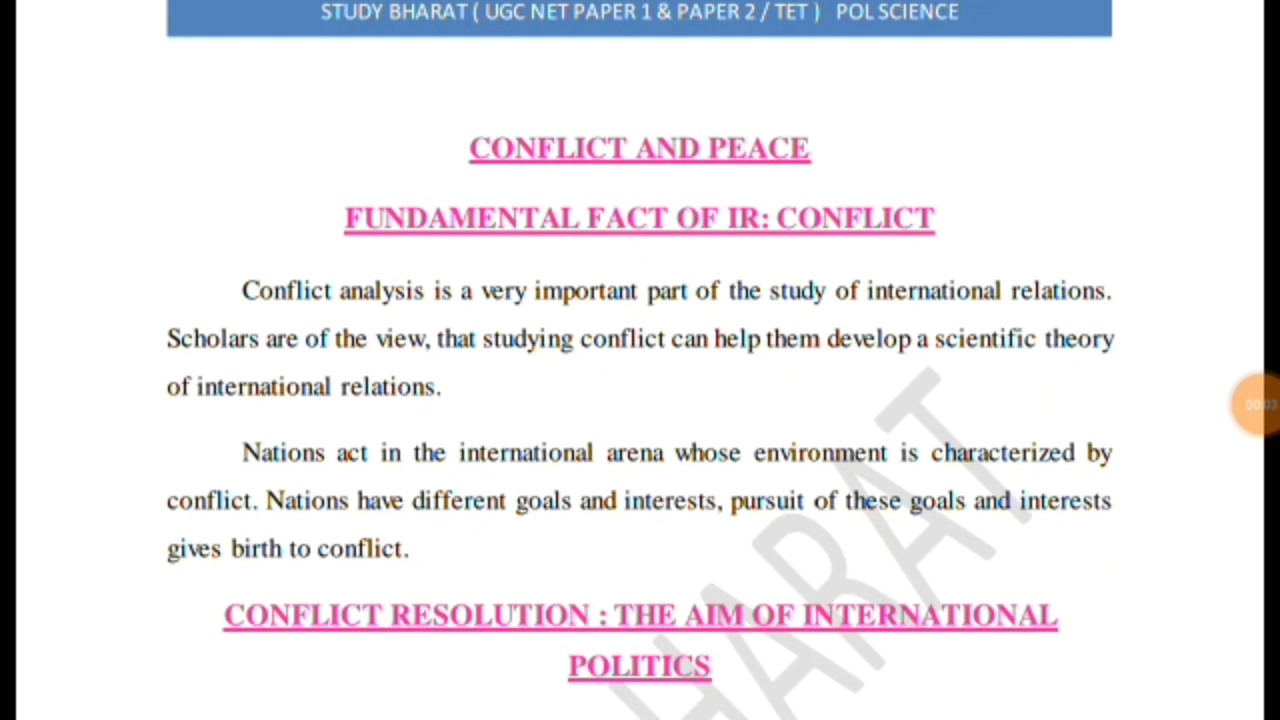 STUDY BHARAT ( UGC NET PAPER 1 & PAPER 2 / TET ) POL SCIENCE
CONFLICT AND PEACE
FUNDAMENTAL FACT OF IR: CONFLICT
Conflict analysis is a very important part of the study of international relations.
Scholars are of the view, that studying conflict can help them develop a scientific theory
of international relations.
Nations act in the international arena whose environment is characterized by
conflict. Nations have different goals and interests, pursuit of these goals and interests
gives birth to conflict.
CONFLICT RESOLUTION : THE AIM OF INTERNATIONAL
POLITICS
HARAT